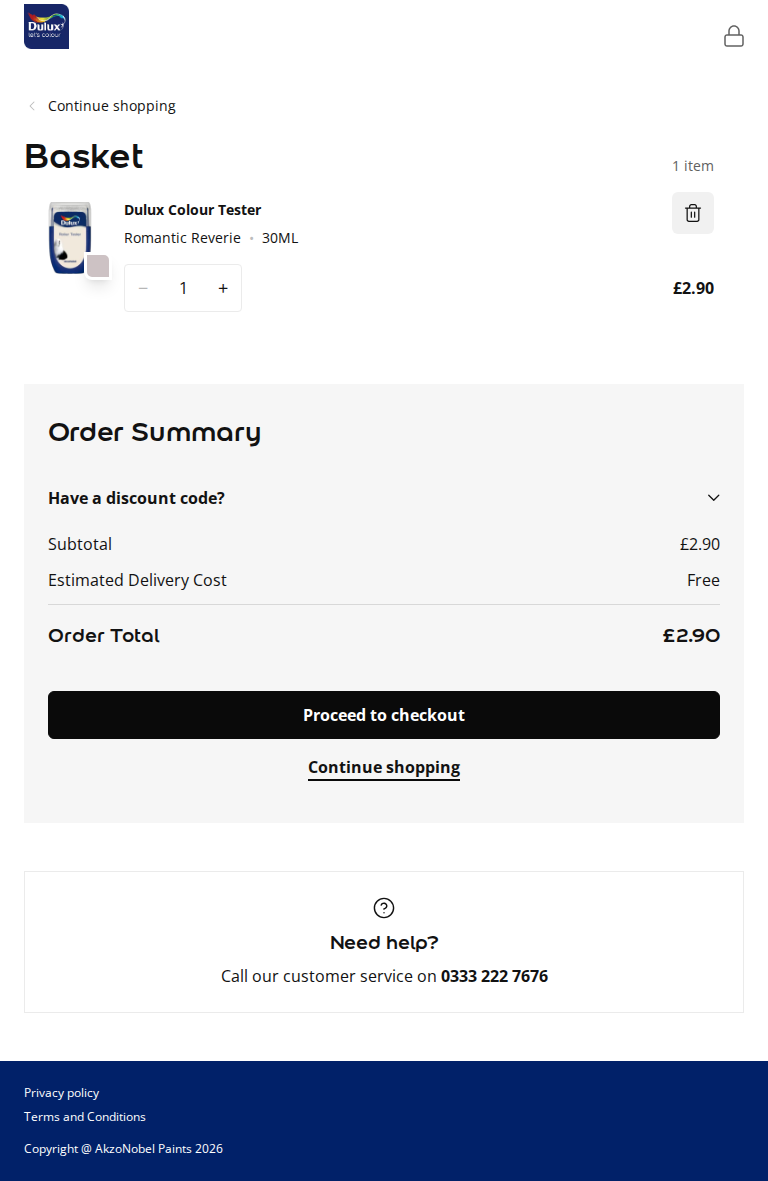 Dulux
let's colour
Continue shopping
Basket
1 item
Dulux Colour Tester
Romantic Reverie • 30ML
− 1 +
£2.90
Order Summary
Have a discount code?
Subtotal £2.90
Estimated Delivery Cost Free
Order Total £2.90
Proceed to checkout
Continue shopping
Need help?
Call our customer service on 0333 222 7676
Privacy policy
Terms and Conditions
Copyright @ AkzoNobel Paints 2026